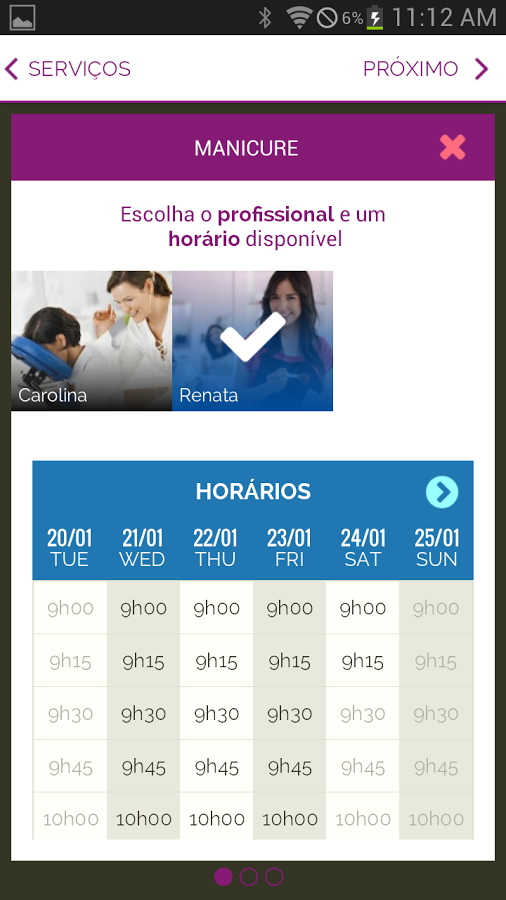 6% 11:12 AM
SERVIÇOS PRÓXIMO
MANICURE
Escolha o profissional e um
horário disponível
Carolina Renata
HORÁRIOS
20/01 21/01 22/01 23/01 24/01 25/01
TUE WED THU FRI SAT SUN
9h00 9h00 9h00 9h00 9h00 9h00
9h15 9h15 9h15 9h15 9h15 9h15
9h30 9h30 9h30 9h30 9h30 9h30
9h45 9h45 9h45 9h45 9h45 9h45
10h00 10h00 10h00 10h00 10h00 10h00